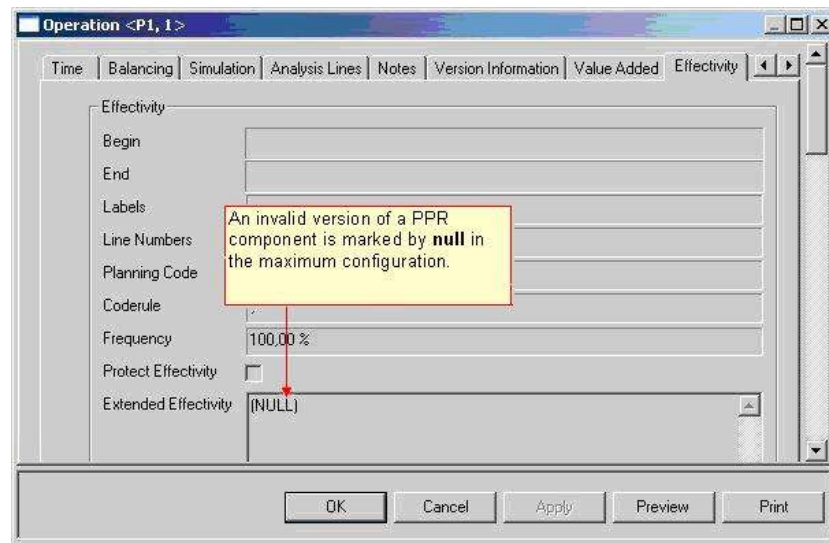 Operation <P1, 1>
Time Balancing Simulation Analysis Lines Notes Version Information Value Added Effectivity
Effectivity
Begin
End
Labels
An invalid version of a PPR
Line Numbers
component is marked by null in
the maximum configuration.
Planning Code
Coderule
Frequency
100,00 %
Protect Effectivity
Extended Effectivity
(NULL)
OK Cancel Apply Preview Print